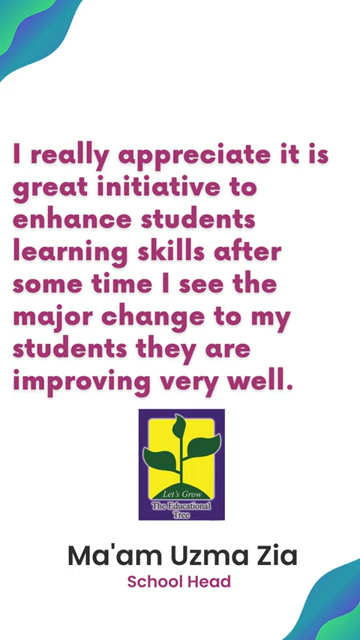 I really appreciate it is
great initiative to
enhance students
learning skills after
some time I see the
major change to my
students they are
improving very well.
Let's Grow
The Educational
Tree
Ma'am Uzma Zia
School Head